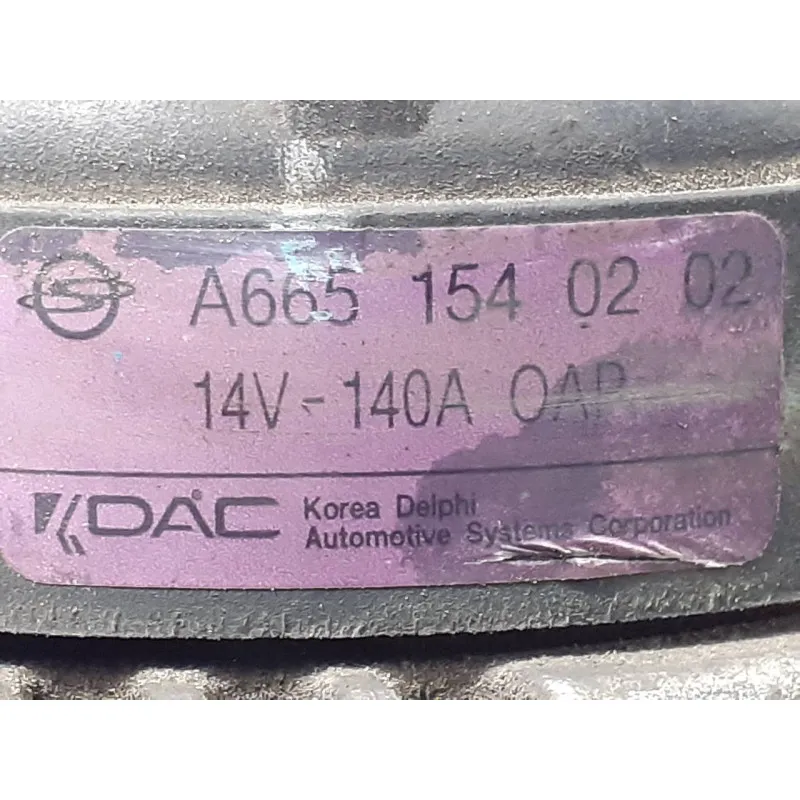 A665 154 02 02
14V-140A OAP
KDAC Korea Delphi
Automotive Systems Corporation